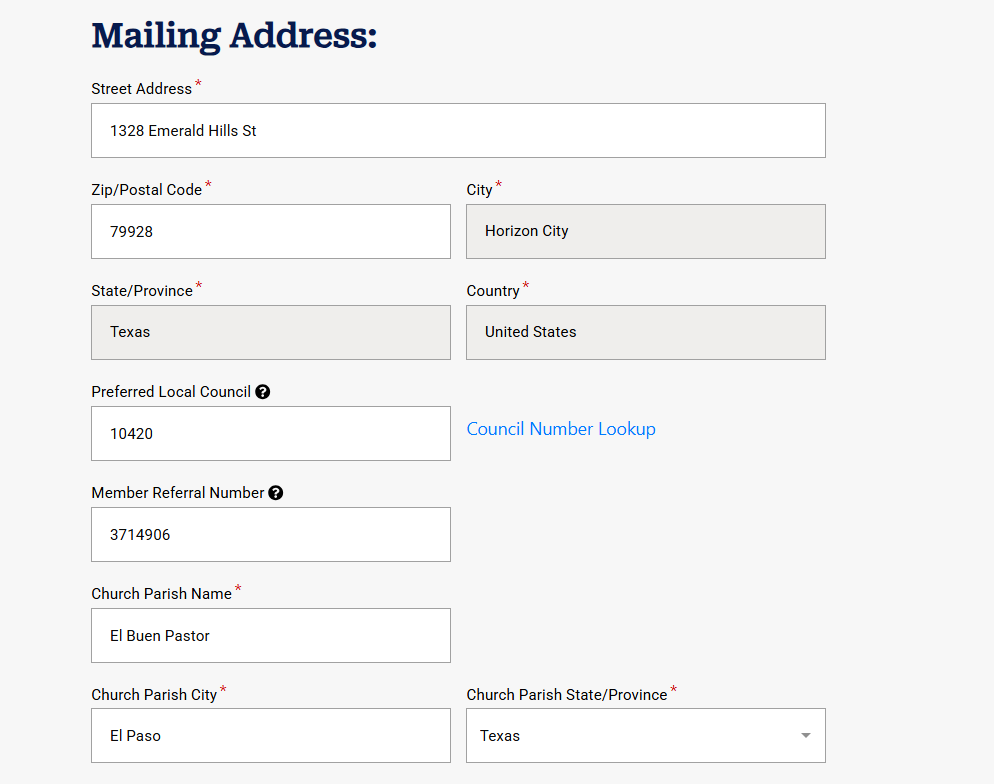 Mailing Address:
Street Address *
1328 Emerald Hills St
Zip/Postal Code * City *
79928 Horizon City
State/Province * Country *
Texas United States
Preferred Local Council ?
10420 Council Number Lookup
Member Referral Number ?
3714906
Church Parish Name *
El Buen Pastor
Church Parish City * Church Parish State/Province *
El Paso Texas